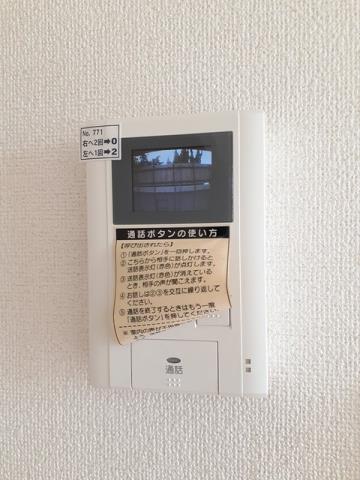 No. 771
右へ2回➡0
左へ1回➡2
通話ボタンの使い方
【呼び出されたら】
①「通話ボタン」を一回押します。
②こちらから相手に話しかけると
送話表示灯(赤色)が点灯します。
③送話表示灯(赤色)が消えている
とき、相手の声が聞こえます。
④お話しは②③を交互に繰り返して
ください。
⑤通話を終了するときはもう一度
「通話ボタン」を押してください。
通話